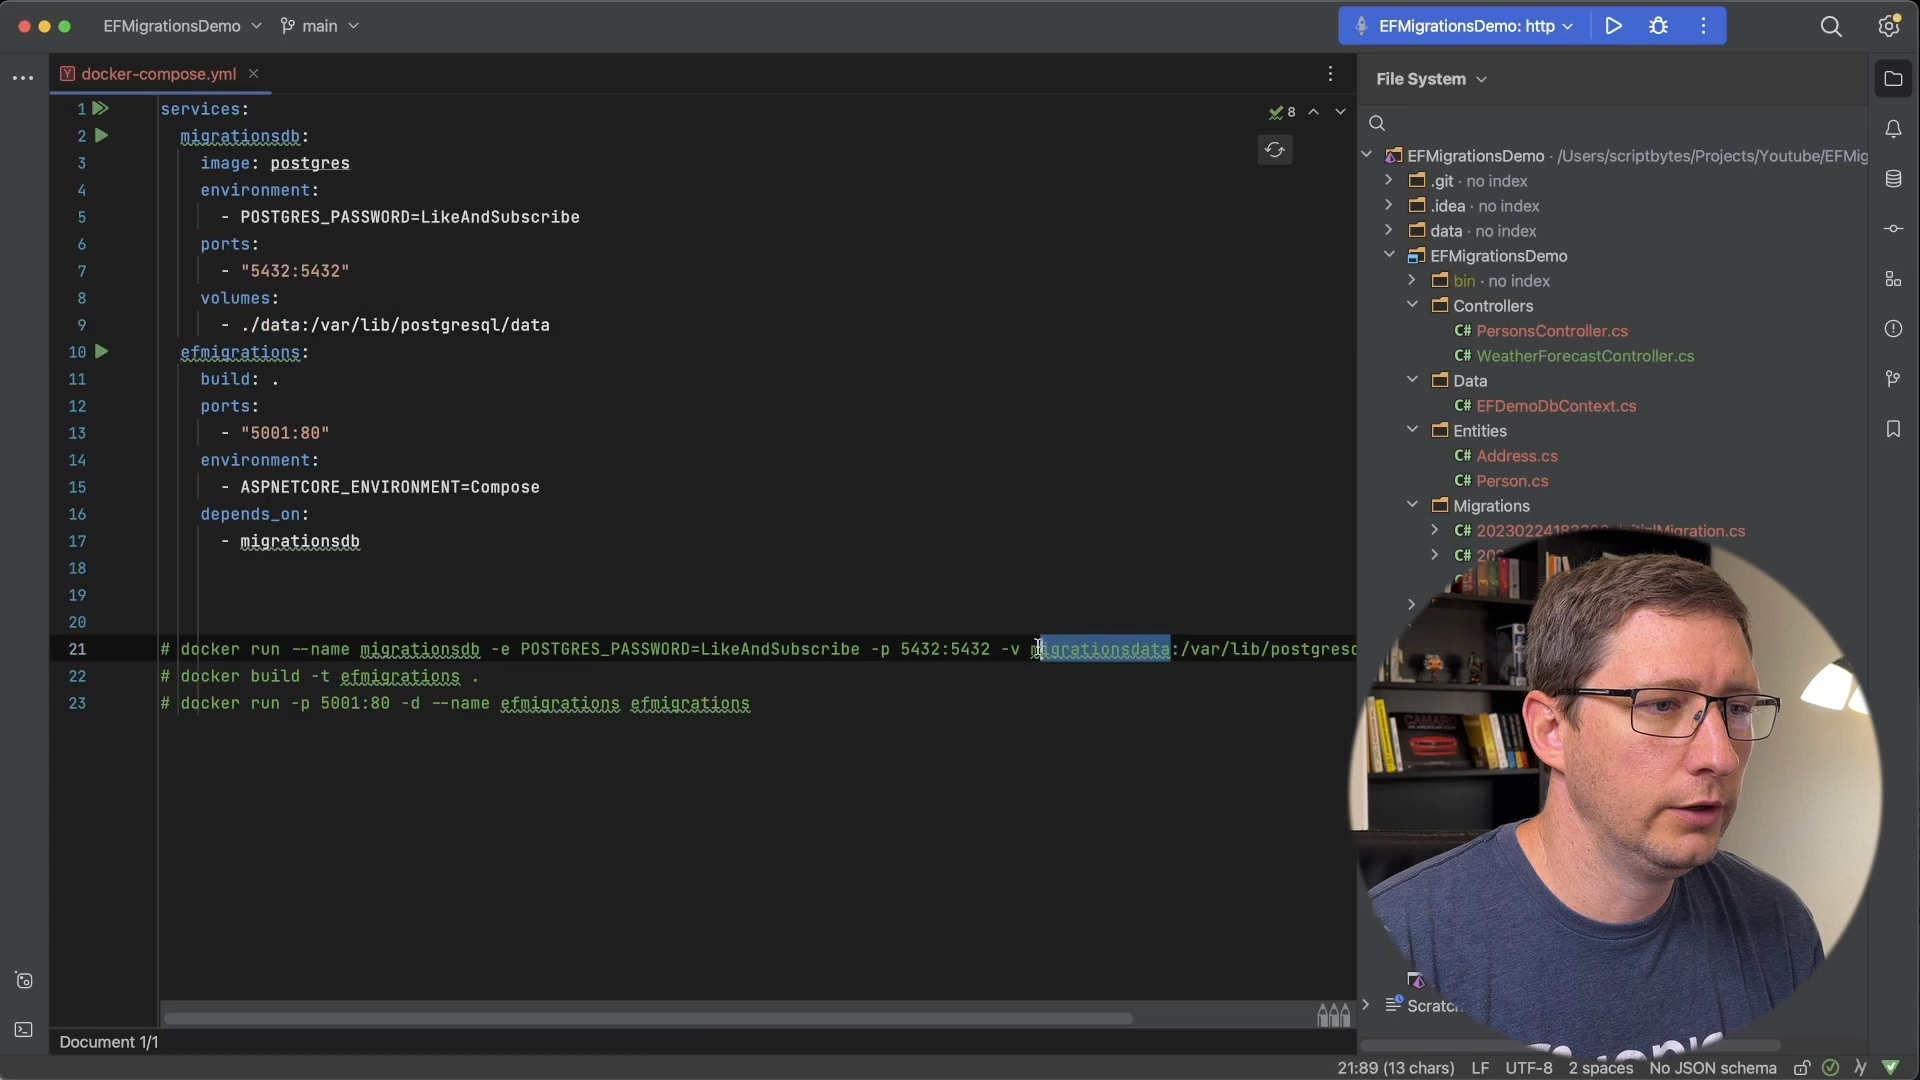 EFMigrationsDemo
main
EFMigrationsDemo: http
docker-compose.yml
File System
8
1 services:
2 migrationsdb:
3 image: postgres
4 environment:
5 - POSTGRES_PASSWORD=LikeAndSubscribe
6 ports:
7 - "5432:5432"
8 volumes:
9 - ./data:/var/lib/postgresql/data
10 efmigrations:
11 build: .
12 ports:
13 - "5001:80"
14 environment:
15 - ASPNETCORE_ENVIRONMENT=Compose
16 depends_on:
17 - migrationsdb
18
19
20
21 # docker run --name migrationsdb -e POSTGRES_PASSWORD=LikeAndSubscribe -p 5432:5432 -v migrationsdata:/var/lib/postgresq
22 # docker build -t efmigrations .
23 # docker run -p 5001:80 -d --name efmigrations efmigrations
EFMigrationsDemo · /Users/scriptbytes/Projects/Youtube/EFMig
.git · no index
.idea · no index
data · no index
EFMigrationsDemo
bin · no index
Controllers
C# PersonsController.cs
C# WeatherForecastController.cs
Data
C# EFDemoDbContext.cs
Entities
C# Address.cs
C# Person.cs
Migrations
C#
C#
Scratc
CAMARO
Document 1/1
21:89 (13 chars) LF UTF-8 2 spaces No JSON schema